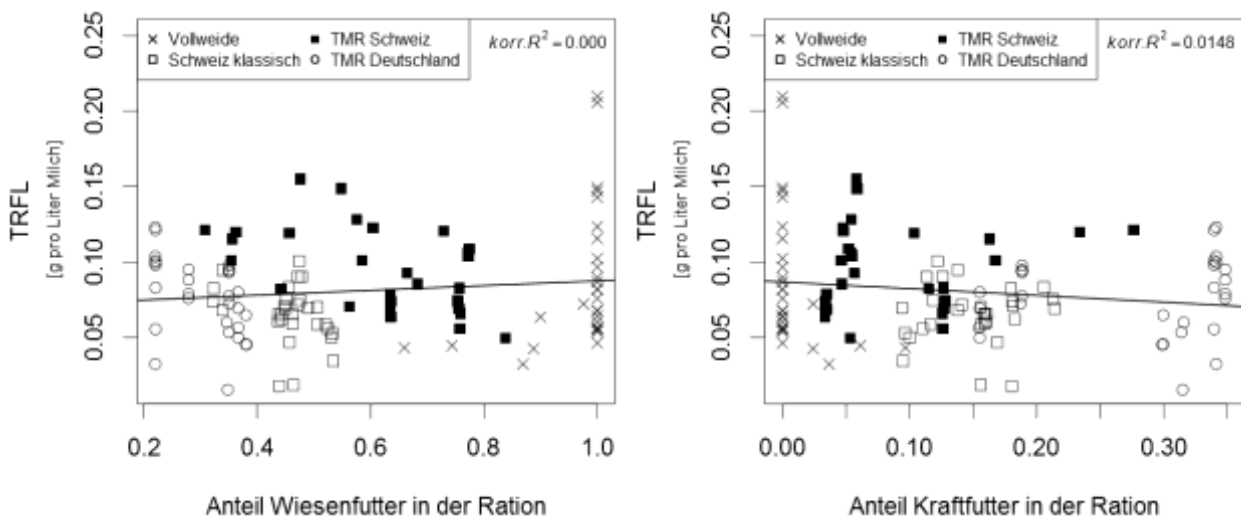 0.25
0.20
0.15
0.10
0.05
TRFL
[g pro Liter Milch]
× Vollweide ■ TMR Schweiz
□ Schweiz klassisch ○ TMR Deutschland
korr.R² = 0.000
0.2 0.4 0.6 0.8 1.0
Anteil Wiesenfutter in der Ration
0.25
0.20
0.15
0.10
0.05
TRFL
[g pro Liter Milch]
× Vollweide ■ TMR Schweiz
□ Schweiz klassisch ○ TMR Deutschland
korr.R² = 0.0148
0.00 0.10 0.20 0.30
Anteil Kraftfutter in der Ration